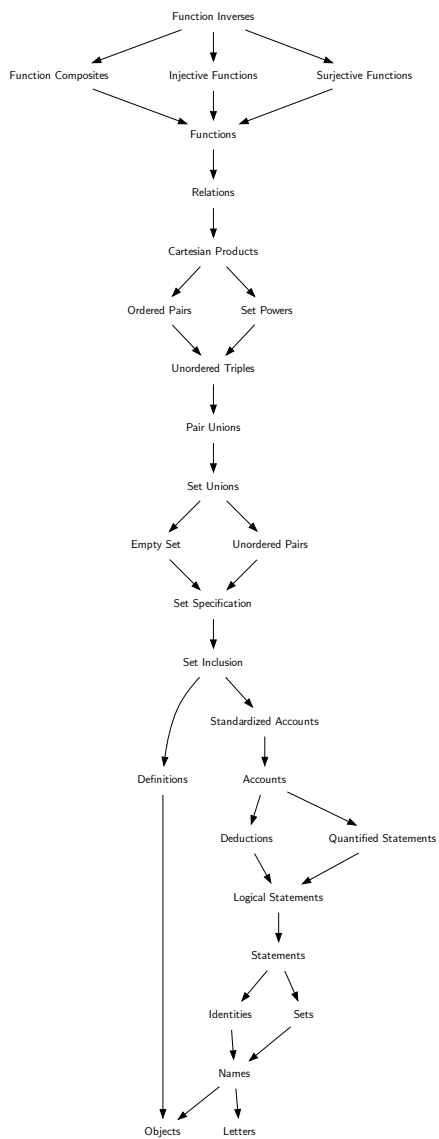 Function Inverses
Function Composites
Injective Functions
Surjective Functions
Functions
Relations
Cartesian Products
Ordered Pairs
Set Powers
Unordered Triples
Pair Unions
Set Unions
Empty Set
Unordered Pairs
Set Specification
Set Inclusion
Standardized Accounts
Definitions
Accounts
Deductions
Quantified Statements
Logical Statements
Statements
Identities
Sets
Names
Objects
Letters